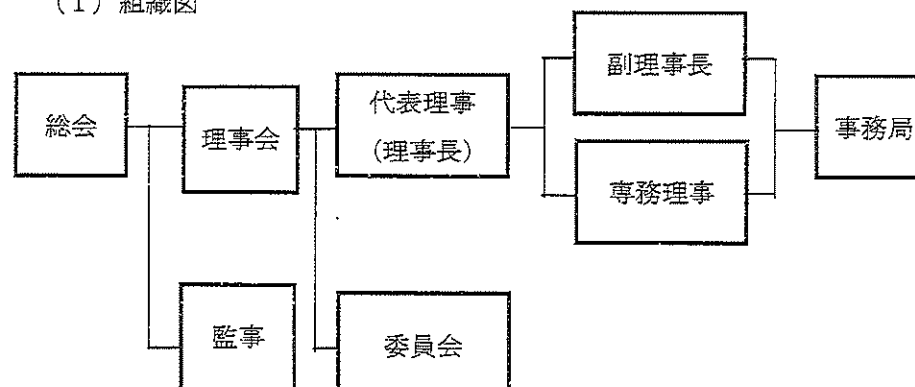 (1) 組織図
総会
理事会
代表理事
(理事長)
副理事長
専務理事
事務局
監事
委員会